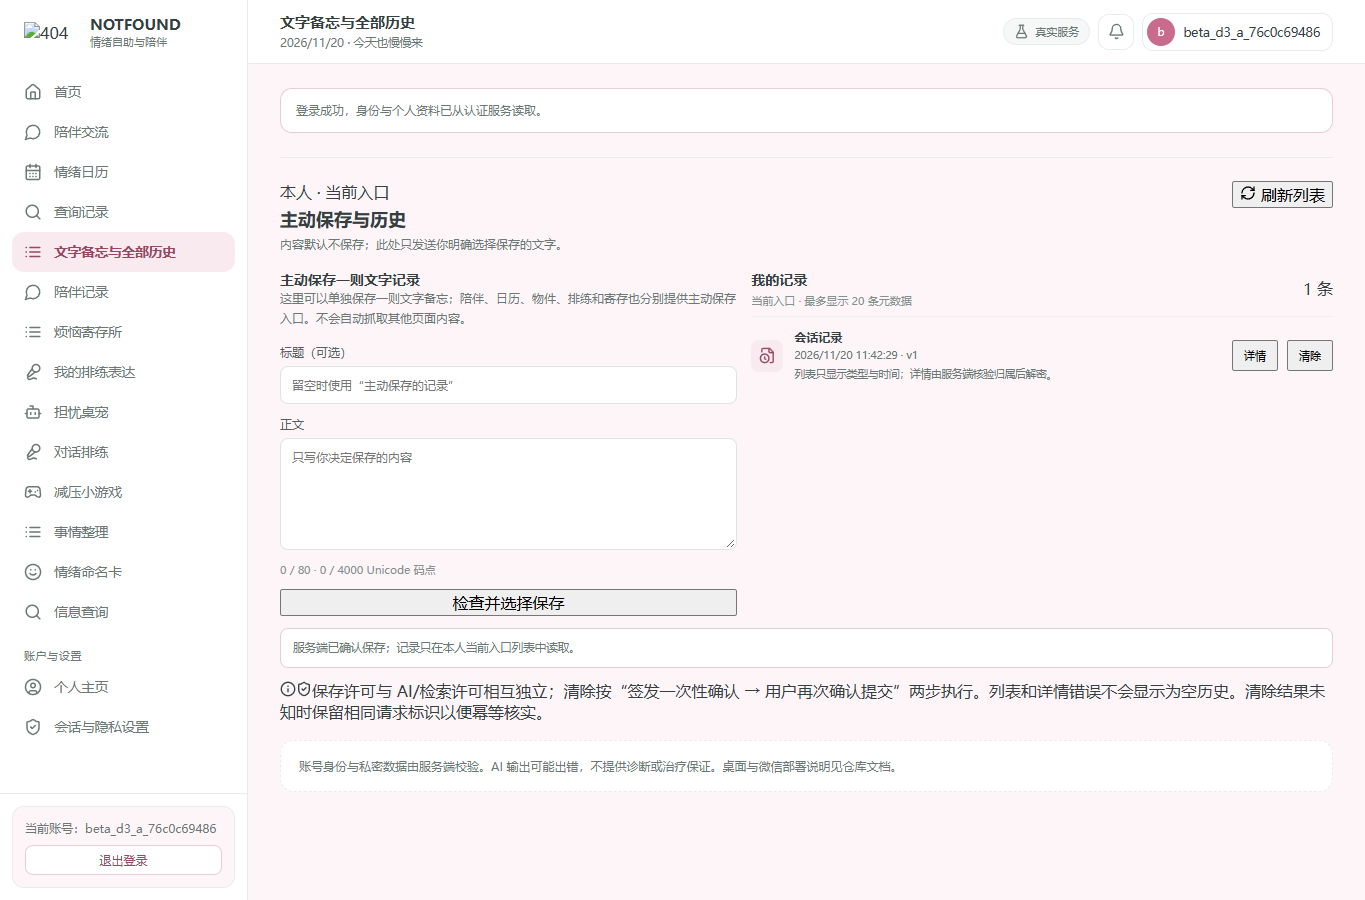 404
NOTFOUND
情绪自助与陪伴
首页
陪伴交流
情绪日历
查询记录
文字备忘与全部历史
陪伴记录
烦恼寄存所
我的排练表达
担忧桌宠
对话排练
减压小游戏
事情整理
情绪命名卡
信息查询
账户与设置
个人主页
会话与隐私设置
当前账号：beta_d3_a_76c0c69486
退出登录
文字备忘与全部历史
2026/11/20 · 今天也慢慢来
真实服务
b
beta_d3_a_76c0c69486
登录成功，身份与个人资料已从认证服务读取。
本人 · 当前入口
主动保存与历史
内容默认不保存；此处只发送你明确选择保存的文字。
刷新列表
主动保存一则文字记录
这里可以单独保存一则文字备忘；陪伴、日历、物件、排练和寄存也分别提供主动保存
入口。不会自动抓取其他页面内容。
标题（可选）
留空时使用“主动保存的记录”
正文
只写你决定保存的内容
0 / 80 · 0 / 4000 Unicode 码点
检查并选择保存
我的记录
当前入口 · 最多显示 20 条元数据
1 条
会话记录
2026/11/20 11:42:29 · v1
列表只显示类型与时间；详情由服务端核验归属后解密。
详情
清除
服务端已确认保存；记录只在本人当前入口列表中读取。
保存许可与 AI/检索许可相互独立；清除按“签发一次性确认 → 用户再次确认提交”两步执行。列表和详情错误不会显示为空历史。清除结果未
知时保留相同请求标识以便幂等核实。
账号身份与私密数据由服务端校验。AI 输出可能出错，不提供诊断或治疗保证。桌面与微信部署说明见仓库文档。